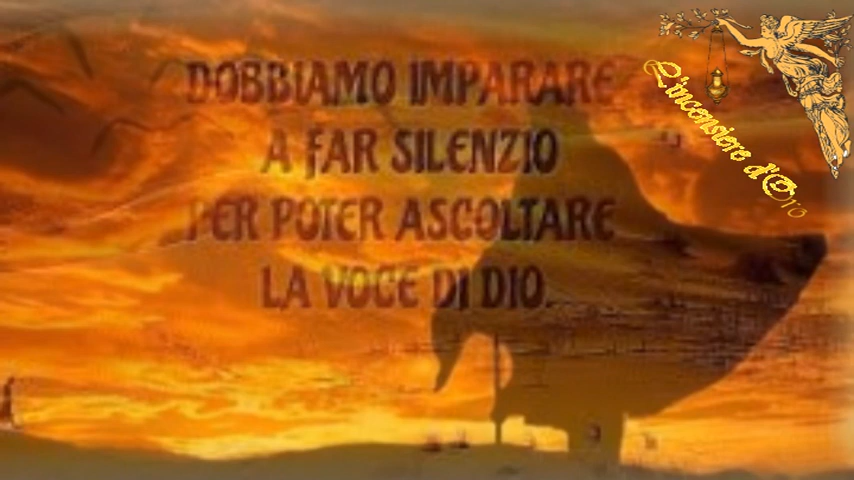 DOBBIAMO IMPARARE
A FAR SILENZIO
PER POTER ASCOLTARE
LA VOCE DI DIO.
L'incensiere d'Oro